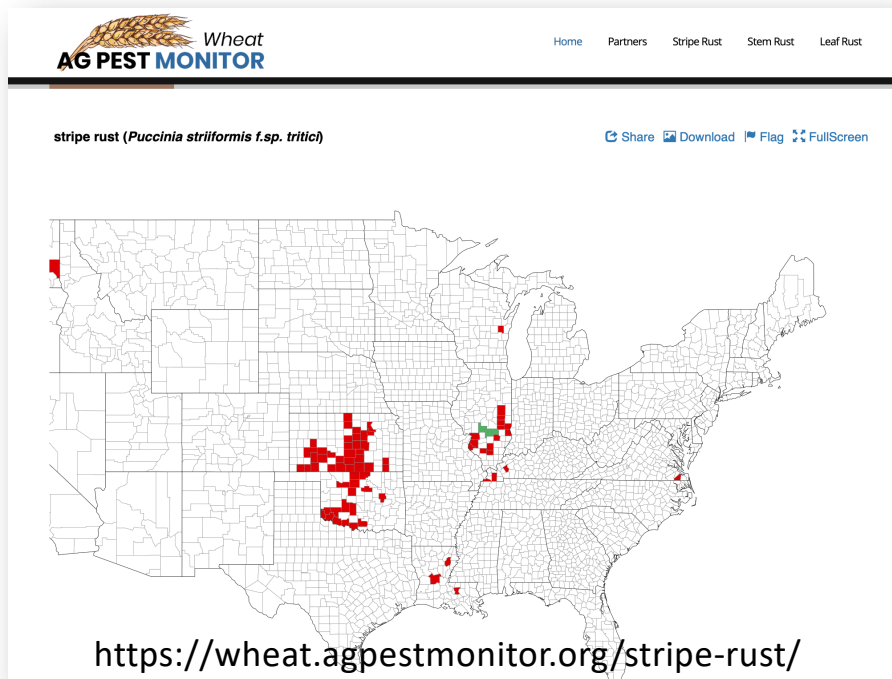 Wheat
AG PEST MONITOR
Home Partners Stripe Rust Stem Rust Leaf Rust
stripe rust (Puccinia striiformis f.sp. tritici)
Share Download Flag FullScreen
https://wheat.agpestmonitor.org/stripe-rust/